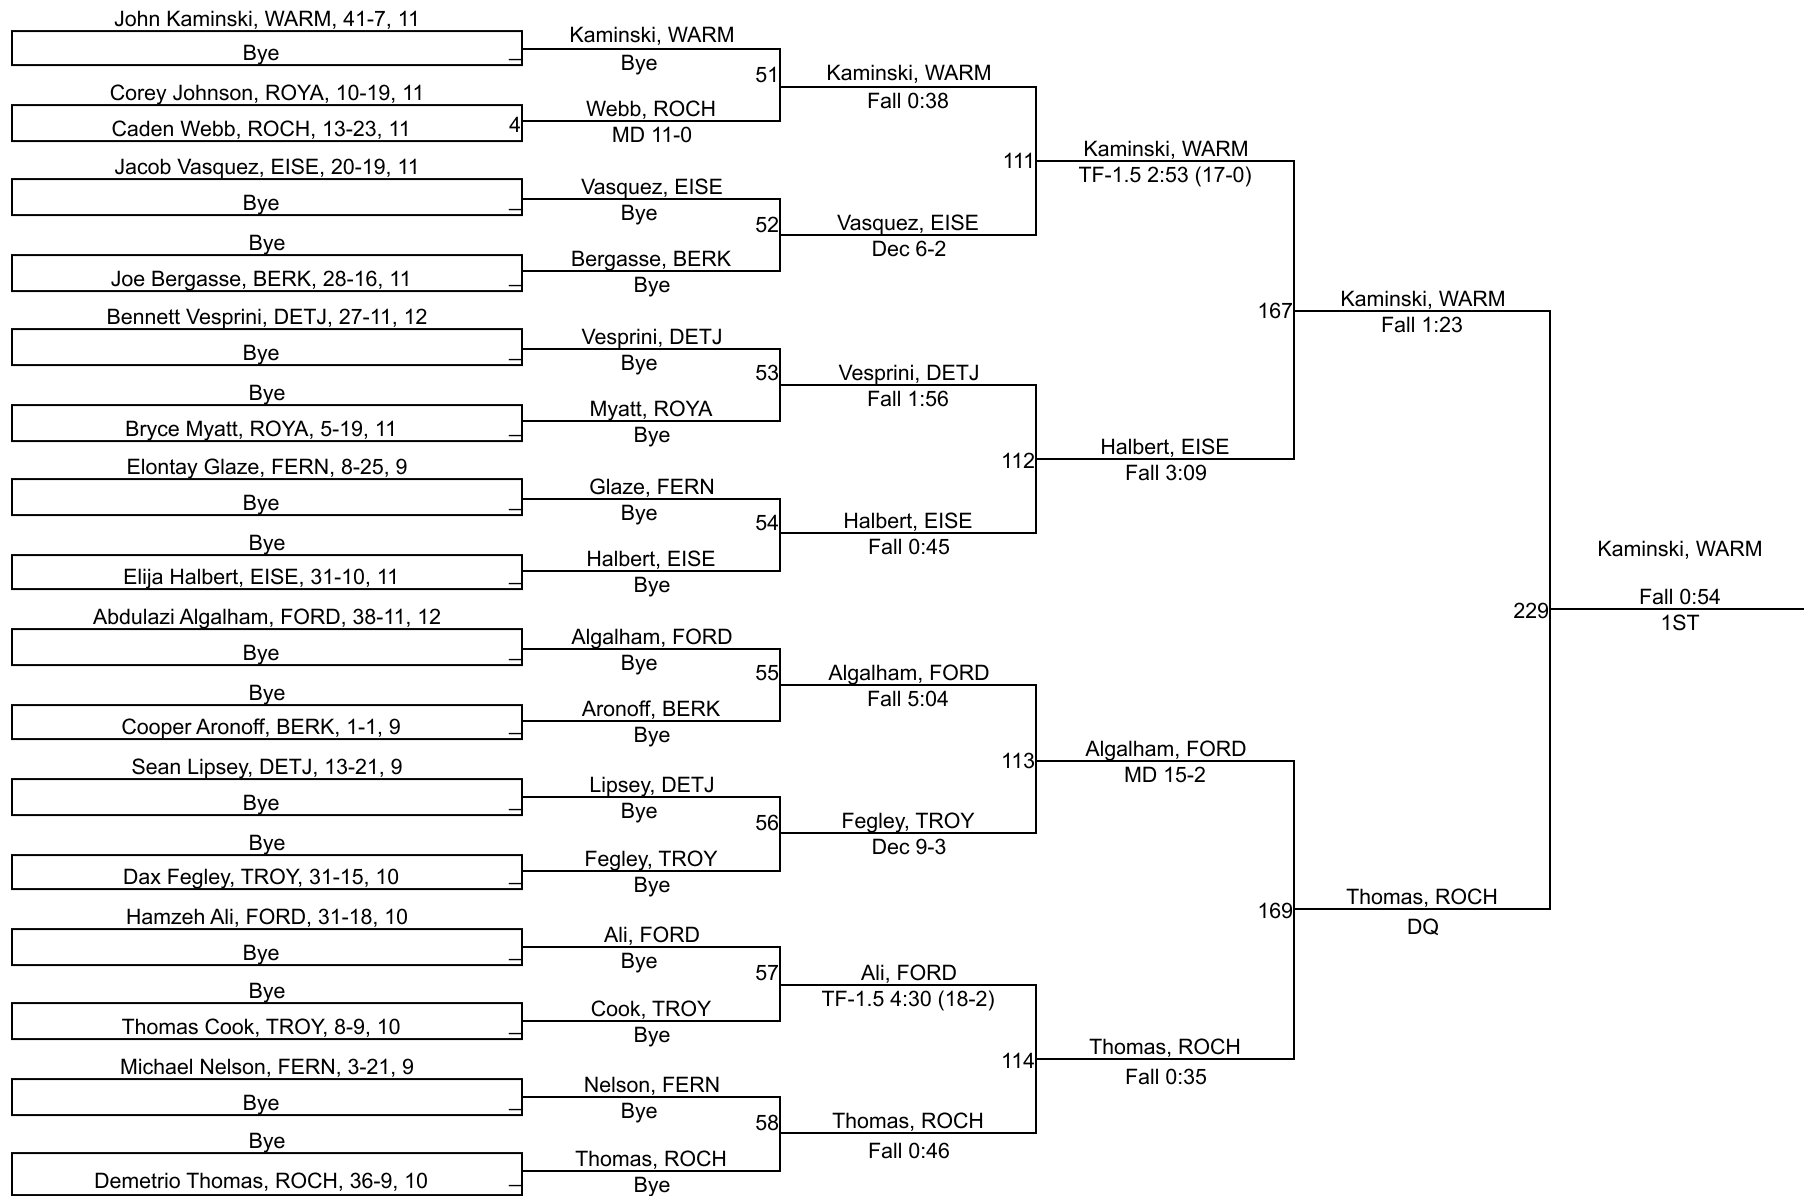 John Kaminski, WARM, 41-7, 11
Bye
Corey Johnson, ROYA, 10-19, 11
Caden Webb, ROCH, 13-23, 11
4
Jacob Vasquez, EISE, 20-19, 11
Bye
Bye
Joe Bergasse, BERK, 28-16, 11
Bennett Vesprini, DETJ, 27-11, 12
Bye
Bye
Bryce Myatt, ROYA, 5-19, 11
Elontay Glaze, FERN, 8-25, 9
Bye
Bye
Elija Halbert, EISE, 31-10, 11
Abdulazi Algalham, FORD, 38-11, 12
Bye
Bye
Cooper Aronoff, BERK, 1-1, 9
Sean Lipsey, DETJ, 13-21, 9
Bye
Bye
Dax Fegley, TROY, 31-15, 10
Hamzeh Ali, FORD, 31-18, 10
Bye
Bye
Thomas Cook, TROY, 8-9, 10
Michael Nelson, FERN, 3-21, 9
Bye
Bye
Demetrio Thomas, ROCH, 36-9, 10
Kaminski, WARM
Bye
51
Webb, ROCH
MD 11-0
Vasquez, EISE
Bye
52
Bergasse, BERK
Bye
Vesprini, DETJ
Bye
53
Myatt, ROYA
Bye
Glaze, FERN
Bye
54
Halbert, EISE
Bye
Algalham, FORD
Bye
55
Aronoff, BERK
Bye
Lipsey, DETJ
Bye
56
Fegley, TROY
Bye
Ali, FORD
Bye
57
Cook, TROY
Bye
Nelson, FERN
Bye
58
Thomas, ROCH
Bye
Kaminski, WARM
Fall 0:38
111
Vasquez, EISE
Dec 6-2
Vesprini, DETJ
Fall 1:56
112
Halbert, EISE
Fall 0:45
Algalham, FORD
Fall 5:04
113
Fegley, TROY
Dec 9-3
Ali, FORD
TF-1.5 4:30 (18-2)
114
Thomas, ROCH
Fall 0:46
Kaminski, WARM
TF-1.5 2:53 (17-0)
167
Halbert, EISE
Fall 3:09
Algalham, FORD
MD 15-2
169
Thomas, ROCH
Fall 0:35
Kaminski, WARM
Fall 1:23
229
Thomas, ROCH
DQ
Kaminski, WARM
Fall 0:54
1ST